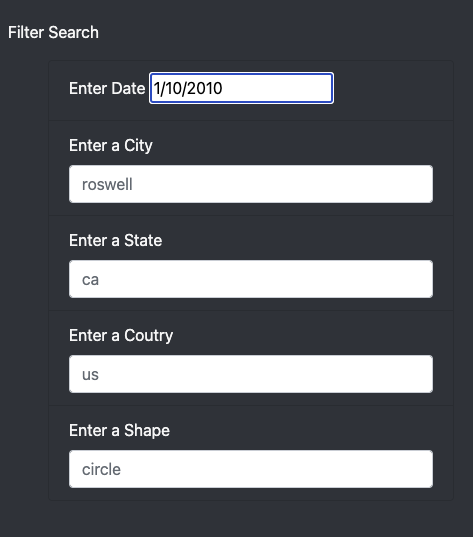 Filter Search
Enter Date 1/10/2010
Enter a City
roswell
Enter a State
ca
Enter a Coutry
us
Enter a Shape
circle